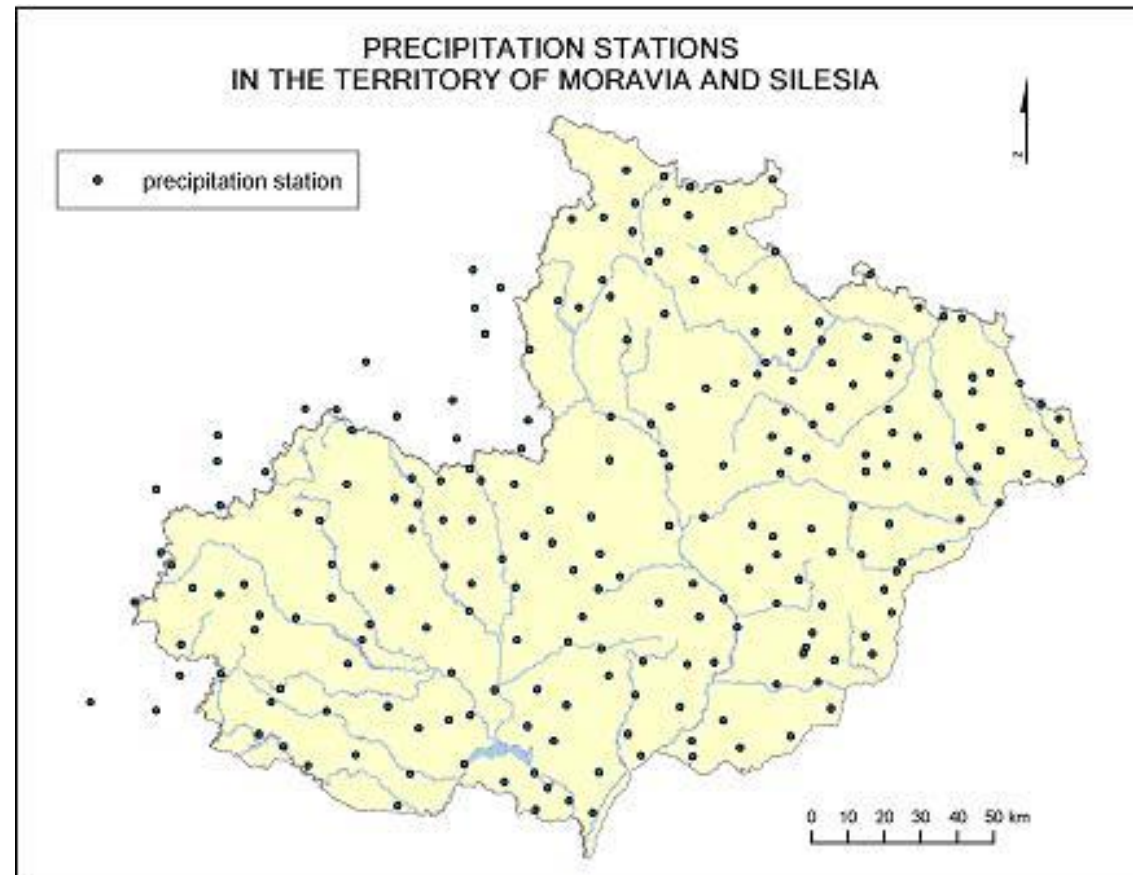 PRECIPITATION STATIONS
IN THE TERRITORY OF MORAVIA AND SILESIA
precipitation station
N
0 10 20 30 40 50 km